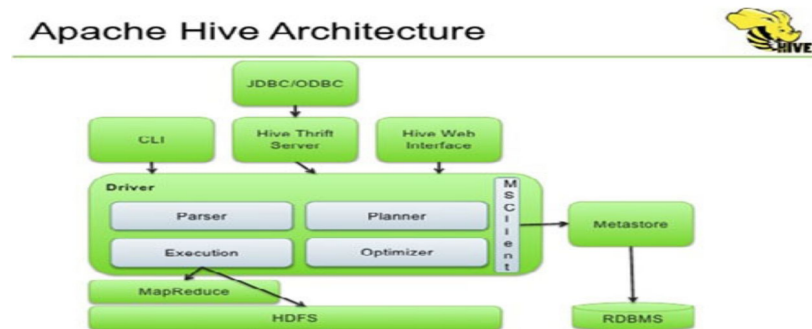 Apache Hive Architecture
HIVE
JDBC/ODBC
CLI
Hive Thrift
Server
Hive Web
Interface
Driver
Parser
Planner
Execution
Optimizer
MSClient
Metastore
MapReduce
HDFS
RDBMS